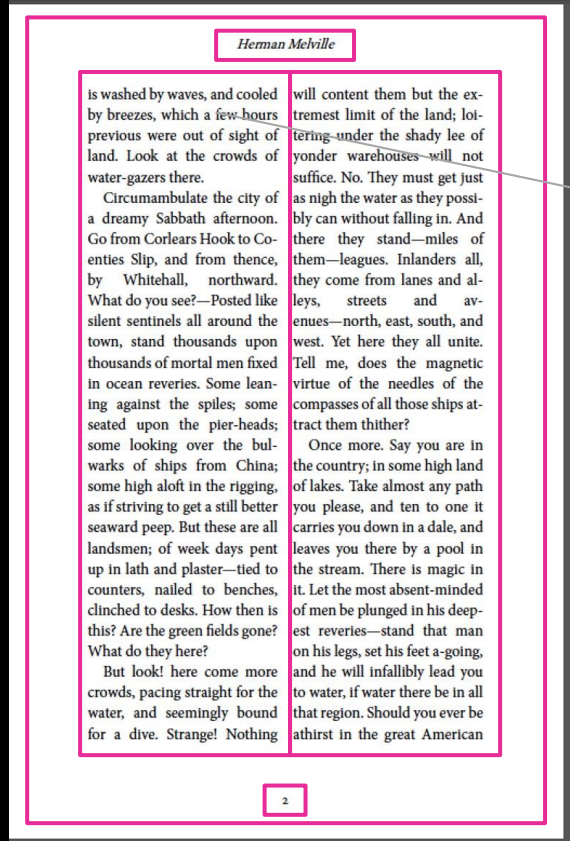 Herman Melville
is washed by waves, and cooled
by breezes, which a few hours
previous were out of sight of
land. Look at the crowds of
water-gazers there.
Circumambulate the city of
a dreamy Sabbath afternoon.
Go from Corlears Hook to Co-
enties Slip, and from thence,
by Whitehall, northward.
What do you see?—Posted like
silent sentinels all around the
town, stand thousands upon
thousands of mortal men fixed
in ocean reveries. Some lean-
ing against the spiles; some
seated upon the pier-heads;
some looking over the bul-
warks of ships from China;
some high aloft in the rigging,
as if striving to get a still better
seaward peep. But these are all
landsmen; of week days pent
up in lath and plaster—tied to
counters, nailed to benches,
clinched to desks. How then is
this? Are the green fields gone?
What do they here?
But look! here come more
crowds, pacing straight for the
water, and seemingly bound
for a dive. Strange! Nothing
will content them but the ex-
tremest limit of the land; loi-
tering under the shady lee of
yonder warehouses will not
suffice. No. They must get just
as nigh the water as they possi-
bly can without falling in. And
there they stand—miles of
them—leagues. Inlanders all,
they come from lanes and al-
leys, streets and av-
enues—north, east, south, and
west. Yet here they all unite.
Tell me, does the magnetic
virtue of the needles of the
compasses of all those ships at-
tract them thither?
Once more. Say you are in
the country; in some high land
of lakes. Take almost any path
you please, and ten to one it
carries you down in a dale, and
leaves you there by a pool in
the stream. There is magic in
it. Let the most absent-minded
of men be plunged in his deep-
est reveries—stand that man
on his legs, set his feet a-going,
and he will infallibly lead you
to water, if water there be in all
that region. Should you ever be
athirst in the great American
2